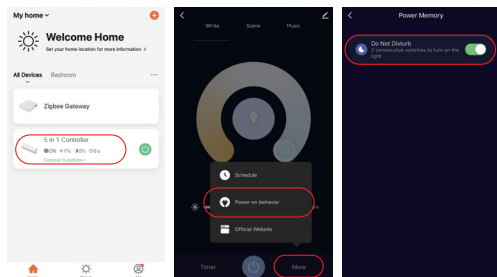 My home
Welcome Home
Set your home location for more information >
All Devices Bedroom
Zigbee Gateway
5 in 1 Controller
Common Functions
White Scene Music
Schedule
Power-on behavior
Official Website
Timer
More
Power Memory
Do Not Disturb
2 consecutive switches to turn on the
light